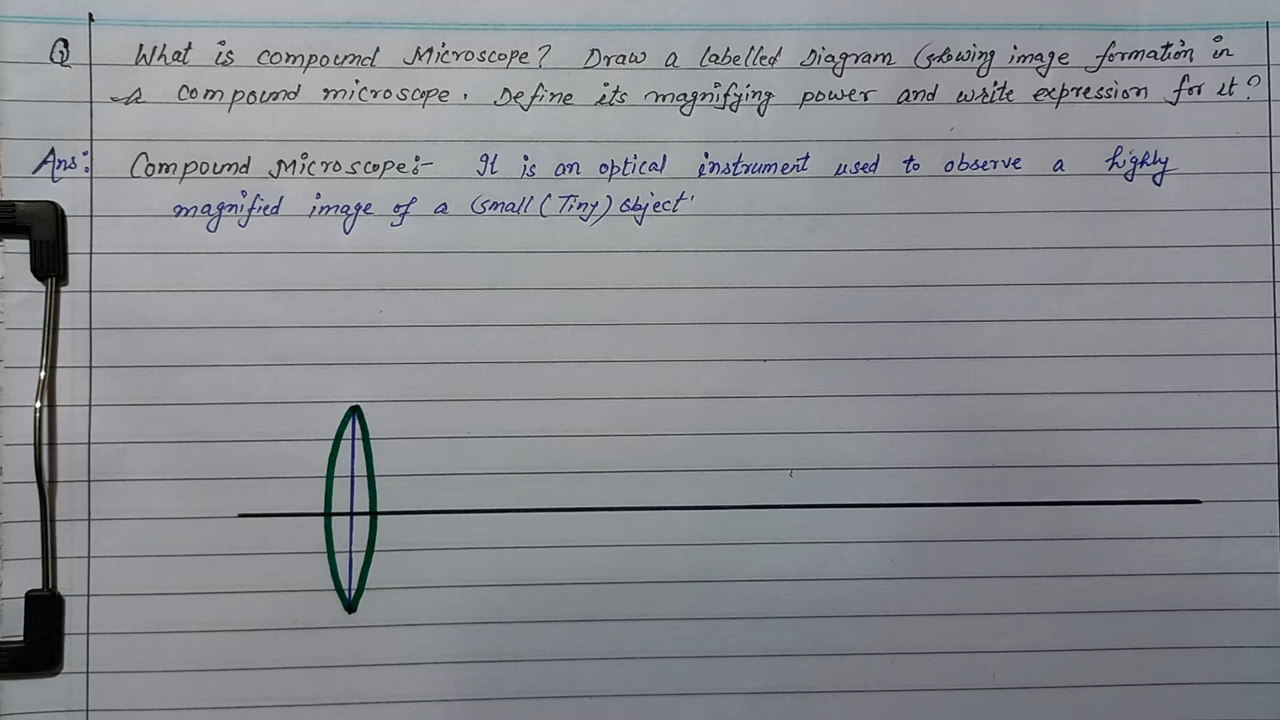 Q What is compound Microscope? Draw a labelled Diagram showing image formation in
a compound microscope. Define its magnifying power and write expression for it?
Ans: Compound Microscope:- It is an optical instrument used to observe a highly
magnified image of a small (Tiny) object.